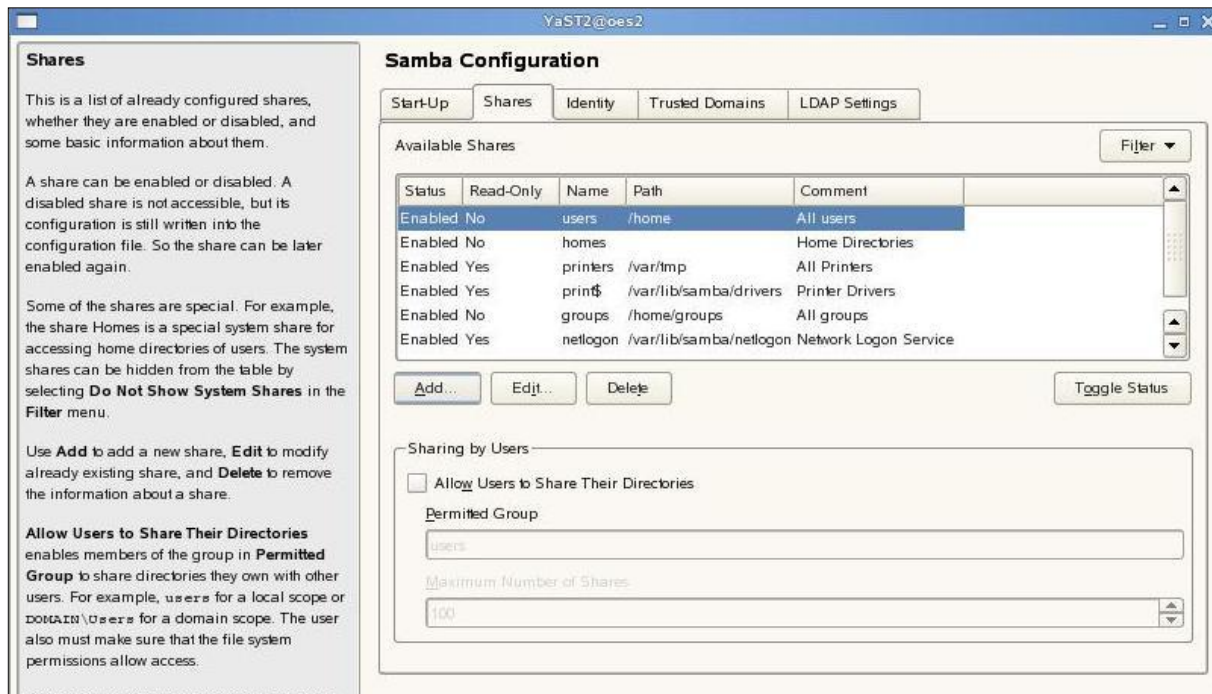 YaST2@oes2
Shares
This is a list of already configured shares,
whether they are enabled or disabled, and
some basic information about them.
A share can be enabled or disabled. A
disabled share is not accessible, but its
configuration is still written into the
configuration file. So the share can be later
enabled again.
Some of the shares are special. For example,
the share Homes is a special system share for
accessing home directories of users. The system
shares can be hidden from the table by
selecting Do Not Show System Shares in the
Filter menu.
Use Add to add a new share, Edit to modify
already existing share, and Delete to remove
the information about a share.
Allow Users to Share Their Directories
enables members of the group in Permitted
Group to share directories they own with other
users. For example, users for a local scope or
DOMAIN\Users for a domain scope. The user
also must make sure that the file system
permissions allow access.
Samba Configuration
Start-Up Shares Identity Trusted Domains LDAP Settings
Available Shares Filter
Status Read-Only Name Path Comment
Enabled No users /home All users
Enabled No homes Home Directories
Enabled Yes printers /var/tmp All Printers
Enabled Yes print$ /var/lib/samba/drivers Printer Drivers
Enabled No groups /home/groups All groups
Enabled Yes netlogon /var/lib/samba/netlogon Network Logon Service
Add... Edit... Delete Toggle Status
Sharing by Users
Allow Users to Share Their Directories
Permitted Group
users
Maximum Number of Shares
100